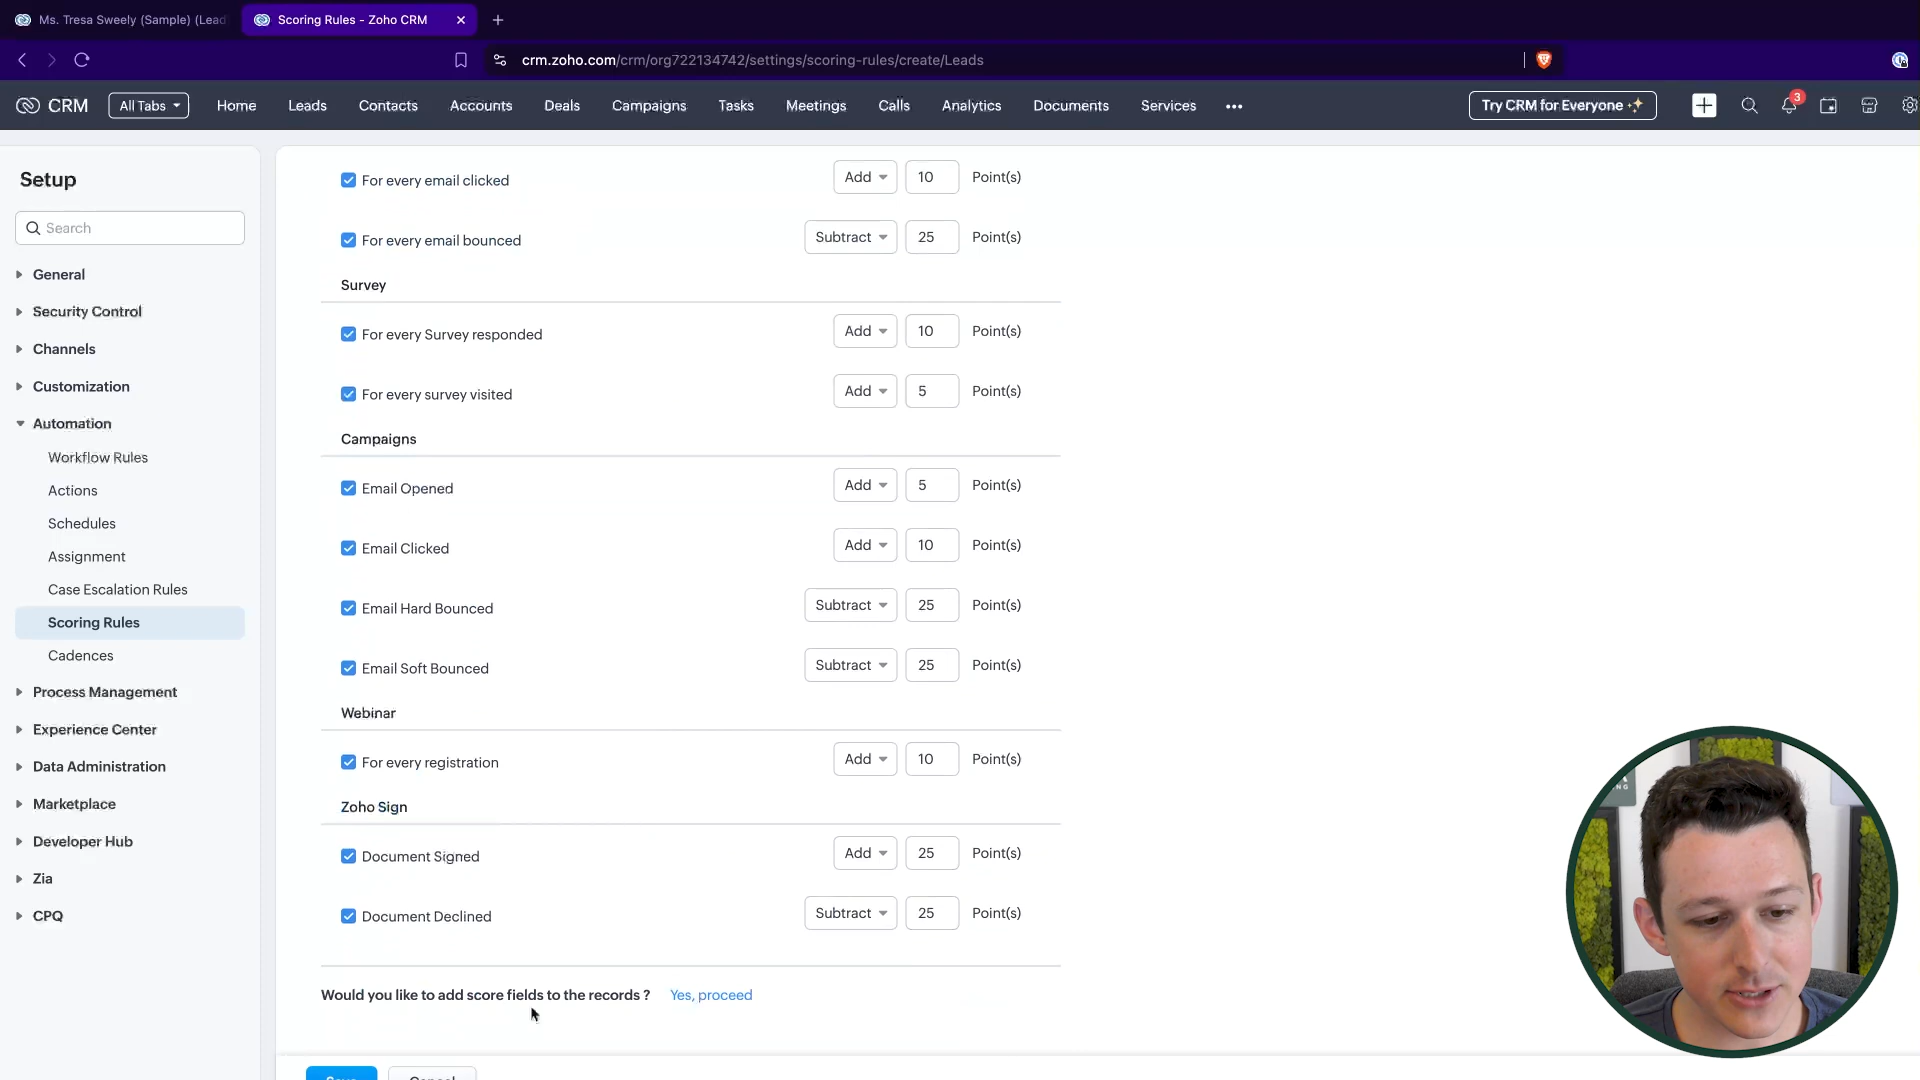 Ms. Tresa Sweely (Sample) (Lead
Scoring Rules - Zoho CRM
crm.zoho.com/crm/org722134742/settings/scoring-rules/create/Leads
CRM
All Tabs
Home
Leads
Contacts
Accounts
Deals
Campaigns
Tasks
Meetings
Calls
Analytics
Documents
Services
Try CRM for Everyone
3
Setup
Search
General
Security Control
Channels
Customization
Automation
Workflow Rules
Actions
Schedules
Assignment
Case Escalation Rules
Scoring Rules
Cadences
Process Management
Experience Center
Data Administration
Marketplace
Developer Hub
Zia
CPQ
For every email clicked Add 10 Point(s)
For every email bounced Subtract 25 Point(s)
Survey
For every Survey responded Add 10 Point(s)
For every survey visited Add 5 Point(s)
Campaigns
Email Opened Add 5 Point(s)
Email Clicked Add 10 Point(s)
Email Hard Bounced Subtract 25 Point(s)
Email Soft Bounced Subtract 25 Point(s)
Webinar
For every registration Add 10 Point(s)
Zoho Sign
Document Signed Add 25 Point(s)
Document Declined Subtract 25 Point(s)
Would you like to add score fields to the records ? Yes, proceed
Save Cancel